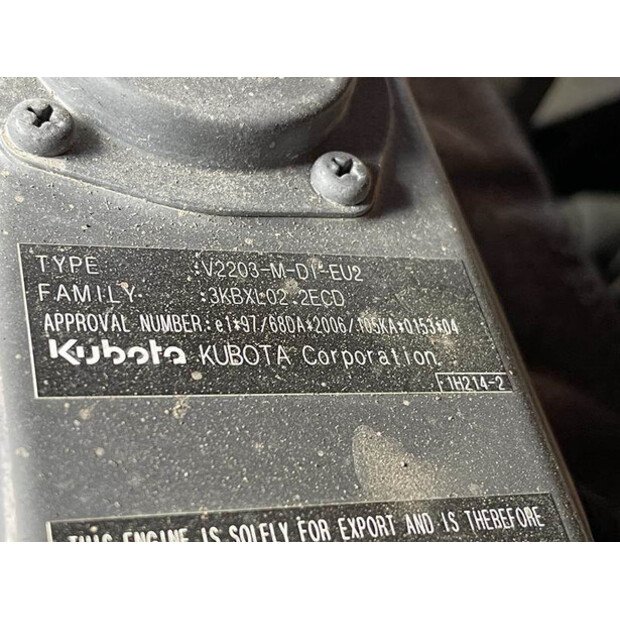 TYPE :V2203-M-DI-EU2
FAMILY :3KBXL02.2ECD
APPROVAL NUMBER:e1*97/68DA*2006/105KA*0153*04
Kubota KUBOTA Corporation
1H214-2
THIS ENGINE IS SOLELY FOR EXPORT AND IS THEREFORE